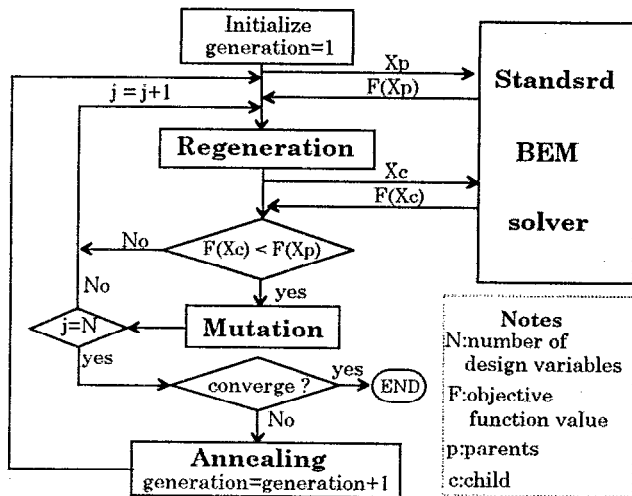 Initialize
generation=1
Xp
F(Xp)
Standsrd
BEM
solver
j = j+1
Regeneration
Xc
F(Xc)
No
F(Xc) < F(Xp)
yes
No
j=N
Mutation
yes
converge ?
yes
END
No
Annealing
generation=generation+1
Notes
N:number of
design variables
F:objective
function value
p:parents
c:child